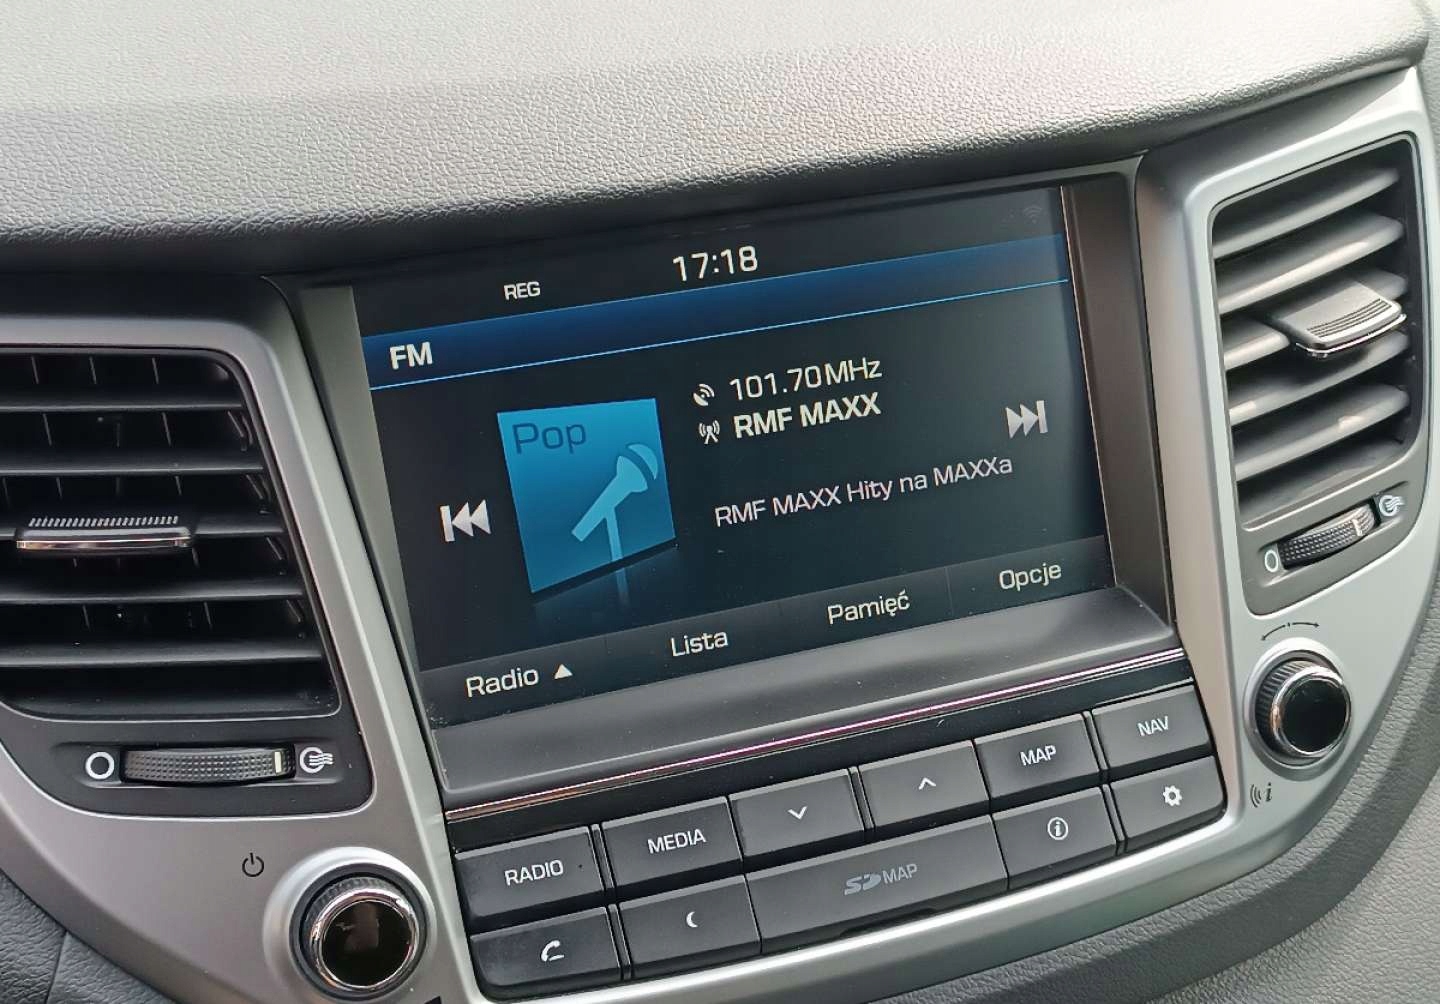 REG
17:18
FM
Pop
101.70MHz
RMF MAXX
RMF MAXX Hity na MAXXa
Radio ▲
Lista
Pamięć
Opcje
RADIO
MEDIA
MAP
NAV
SD MAP
i
i